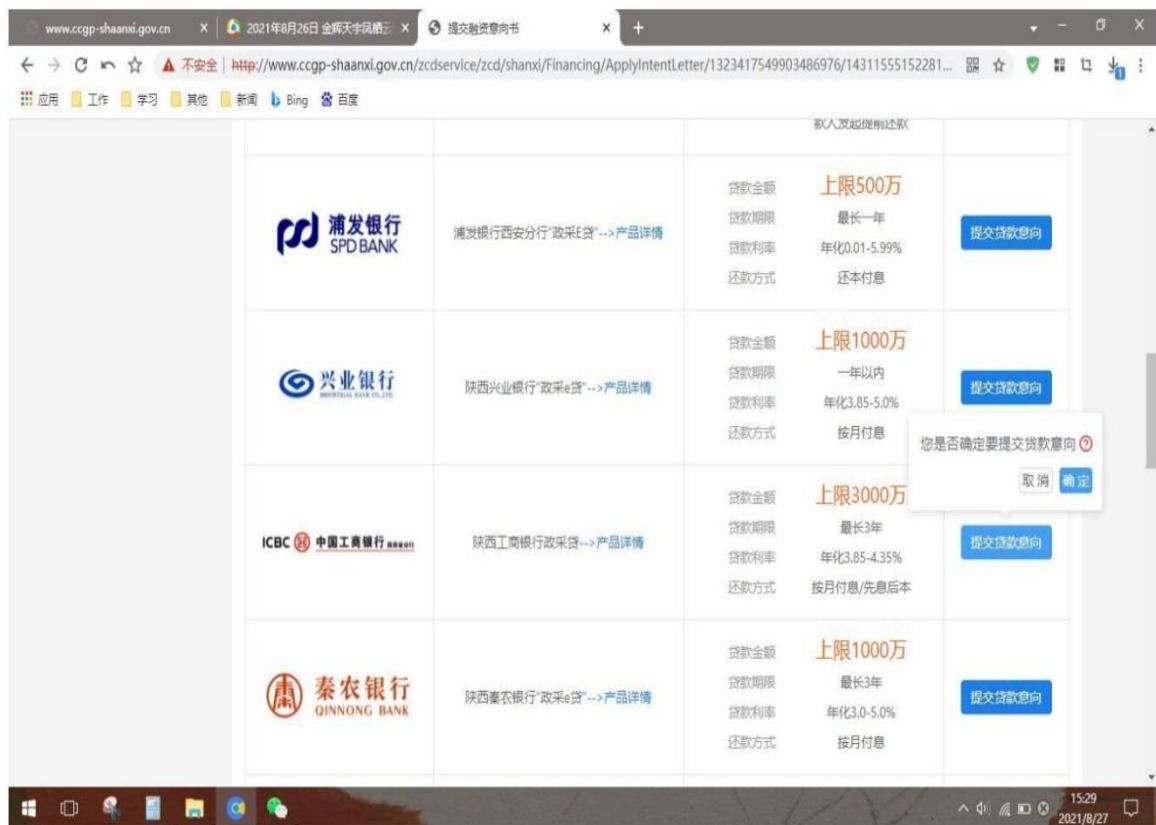 www.ccgp-shaanxi.gov.cn
2021年8月26日 金辉天宇凤栖云
提交融资意向书
不安全 | http://www.ccgp-shaanxi.gov.cn/zcdservice/zcd/shanxi/Financing/ApplyIntentLetter/1323417549903486976/14311555152281...
应用 工作 学习 其他 新闻 Bing 百度
款人发起提前还款
浦发银行
SPD BANK
浦发银行西安分行"政采E贷"-->产品详情
贷款金额 上限500万
贷款期限 最长一年
贷款利率 年化0.01-5.99%
还款方式 还本付息
提交贷款意向
兴业银行
INDUSTRIAL BANK CO.,LTD.
陕西兴业银行"政采e贷"-->产品详情
贷款金额 上限1000万
贷款期限 一年以内
贷款利率 年化3.85-5.0%
还款方式 按月付息
提交贷款意向
您是否确定要提交贷款意向?
取消 确定
ICBC 中国工商银行
陕西工商银行政采贷-->产品详情
贷款金额 上限3000万
贷款期限 最长3年
贷款利率 年化3.85-4.35%
还款方式 按月付息/先息后本
提交贷款意向
秦农银行
QINNONG BANK
陕西秦农银行"政采e贷"-->产品详情
贷款金额 上限1000万
贷款期限 最长3年
贷款利率 年化3.0-5.0%
还款方式 按月付息
提交贷款意向
15:29
2021/8/27